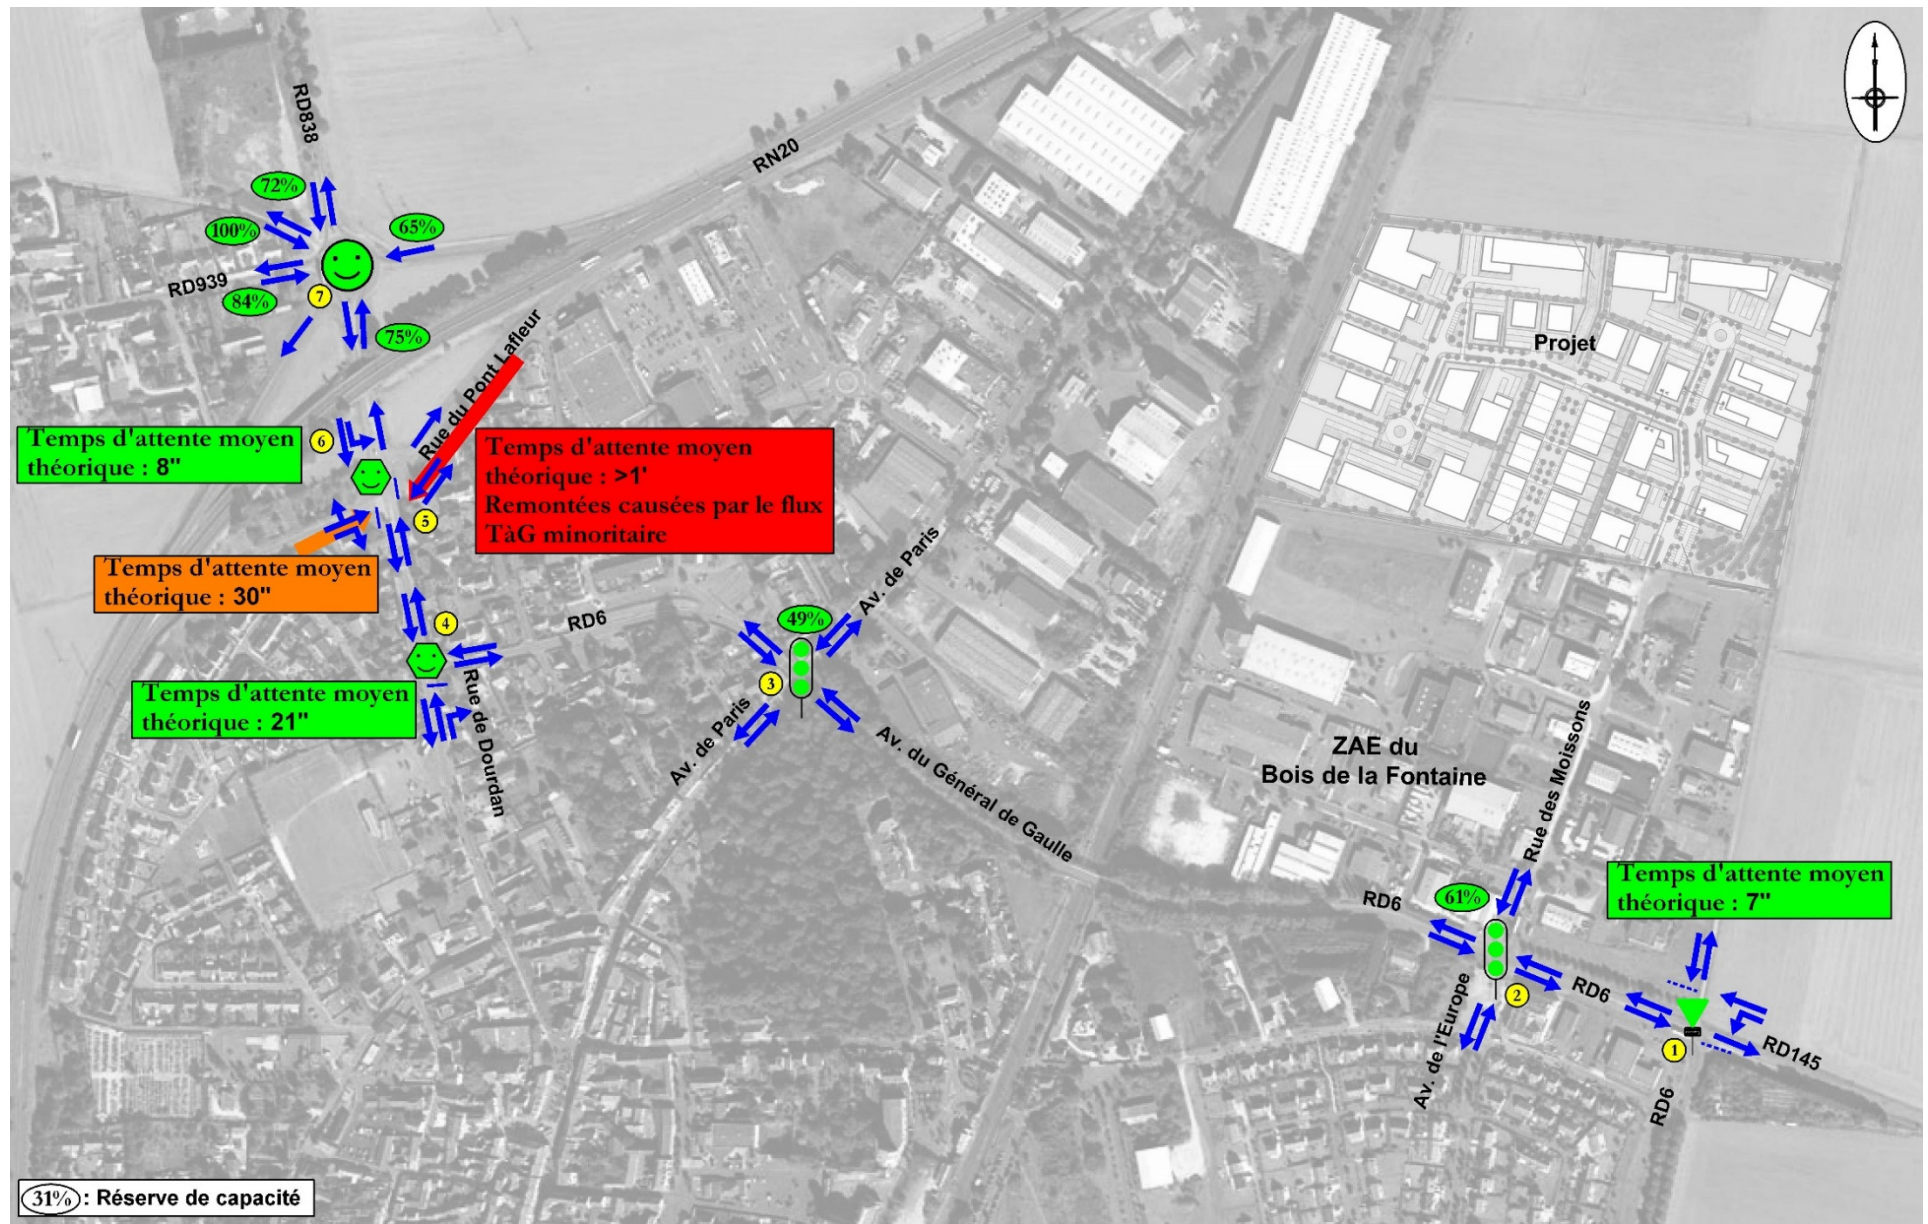 RD838
RN20
72%
65%
100%
RD939
84%
7
75%
Rue du Pont Lafleur
Projet
6
Temps d'attente moyen
théorique : 8"
Temps d'attente moyen
théorique : >1'
Remontées causées par le flux
TàG minoritaire
5
Temps d'attente moyen
théorique : 30"
Av. de Paris
4
RD6
49%
3
Temps d'attente moyen
théorique : 21"
Rue de Dourdan
Av. de Paris
Av. du Général de Gaulle
ZAE du
Bois de la Fontaine
Rue des Moissons
Temps d'attente moyen
théorique : 7"
61%
RD6
2
RD6
Av. de l'Europe
1
RD145
RD6
31% : Réserve de capacité